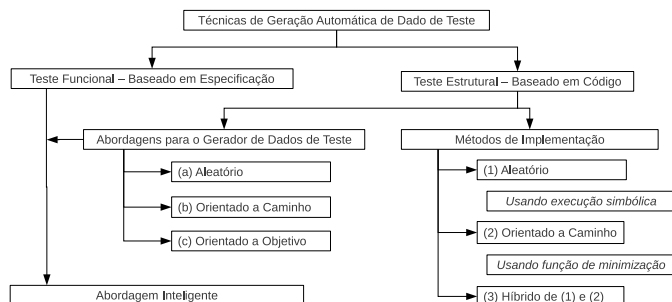 Técnicas de Geração Automática de Dado de Teste
Teste Funcional – Baseado em Especificação
Teste Estrutural – Baseado em Código
Abordagens para o Gerador de Dados de Teste
Métodos de Implementação
(a) Aleatório
(1) Aleatório
Usando execução simbólica
(b) Orientado a Caminho
(2) Orientado a Caminho
(c) Orientado a Objetivo
Usando função de minimização
Abordagem Inteligente
(3) Híbrido de (1) e (2)